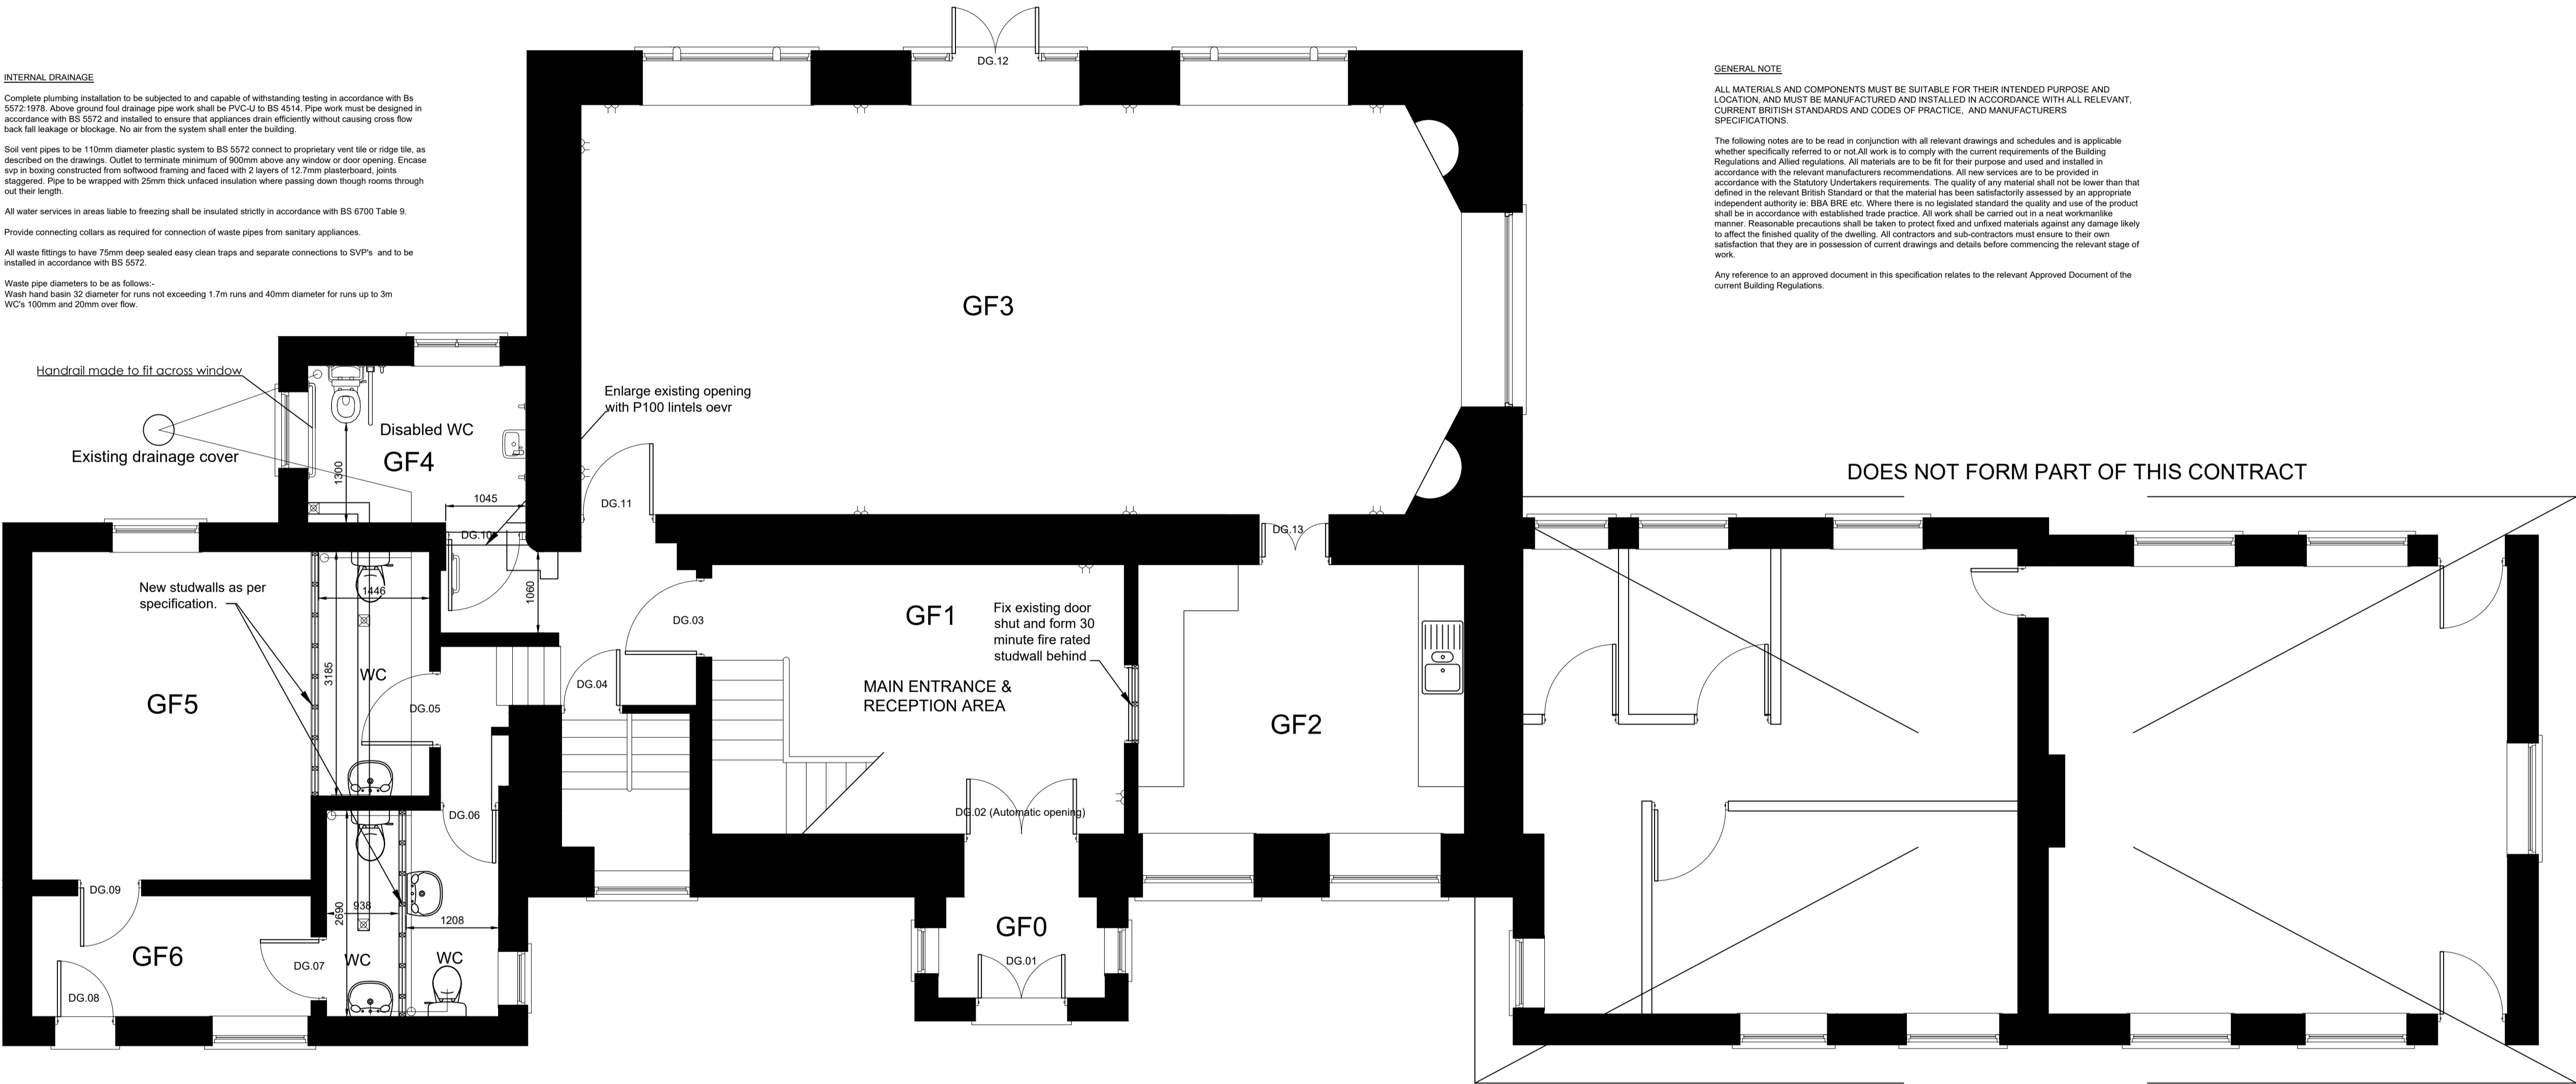 INTERNAL DRAINAGE
Complete plumbing installation to be subjected to and capable of withstanding testing in accordance with Bs
5572:1978. Above ground foul drainage pipe work shall be PVC-U to BS 4514. Pipe work must be designed in
accordance with BS 5572 and installed to ensure that appliances drain efficiently without causing cross flow
back fall leakage or blockage. No air from the system shall enter the building.
Soil vent pipes to be 110mm diameter plastic system to BS 5572 connect to proprietary vent tile or ridge tile, as
described on the drawings. Outlet to terminate minimum of 900mm above any window or door opening. Encase
svp in boxing constructed from softwood framing and faced with 2 layers of 12.7mm plasterboard, joints
staggered. Pipe to be wrapped with 25mm thick unfaced insulation where passing down though rooms through
out their length.
All water services in areas liable to freezing shall be insulated strictly in accordance with BS 6700 Table 9.
Provide connecting collars as required for connection of waste pipes from sanitary appliances.
All waste fittings to have 75mm deep sealed easy clean traps and separate connections to SVP's and to be
installed in accordance with BS 5572.
Waste pipe diameters to be as follows:-
Wash hand basin 32 diameter for runs not exceeding 1.7m runs and 40mm diameter for runs up to 3m
WC's 100mm and 20mm over flow.
GENERAL NOTE
ALL MATERIALS AND COMPONENTS MUST BE SUITABLE FOR THEIR INTENDED PURPOSE AND
LOCATION, AND MUST BE MANUFACTURED AND INSTALLED IN ACCORDANCE WITH ALL RELEVANT,
CURRENT BRITISH STANDARDS AND CODES OF PRACTICE, AND MANUFACTURERS
SPECIFICATIONS.
The following notes are to be read in conjunction with all relevant drawings and schedules and is applicable
whether specifically referred to or not.All work is to comply with the current requirements of the Building
Regulations and Allied regulations. All materials are to be fit for their purpose and used and installed in
accordance with the relevant manufacturers recommendations. All new services are to be provided in
accordance with the Statutory Undertakers requirements. The quality of any material shall not be lower than that
defined in the relevant British Standard or that the material has been satisfactorily assessed by an appropriate
independent authority ie: BBA BRE etc. Where there is no legislated standard the quality and use of the product
shall be in accordance with established trade practice. All work shall be carried out in a neat workmanlike
manner. Reasonable precautions shall be taken to protect fixed and unfixed materials against any damage likely
to affect the finished quality of the dwelling. All contractors and sub-contractors must ensure to their own
satisfaction that they are in possession of current drawings and details before commencing the relevant stage of
work.
Any reference to an approved document in this specification relates to the relevant Approved Document of the
current Building Regulations.
DG.12
GF3
Handrail made to fit across window
Enlarge existing opening
with P100 lintels oevr
Disabled WC
GF4
Existing drainage cover
1300
1045
DG.10
DG.11
DG.13
DOES NOT FORM PART OF THIS CONTRACT
New studwalls as per
specification.
1446
1060
3185
WC
GF5
DG.03
DG.04
DG.05
GF1
Fix existing door
shut and form 30
minute fire rated
studwall behind
MAIN ENTRANCE &
RECEPTION AREA
GF2
DG.02 (Automatic opening)
DG.06
DG.09
938
2690
1208
GF6
DG.07
WC
WC
DG.08
GF0
DG.01